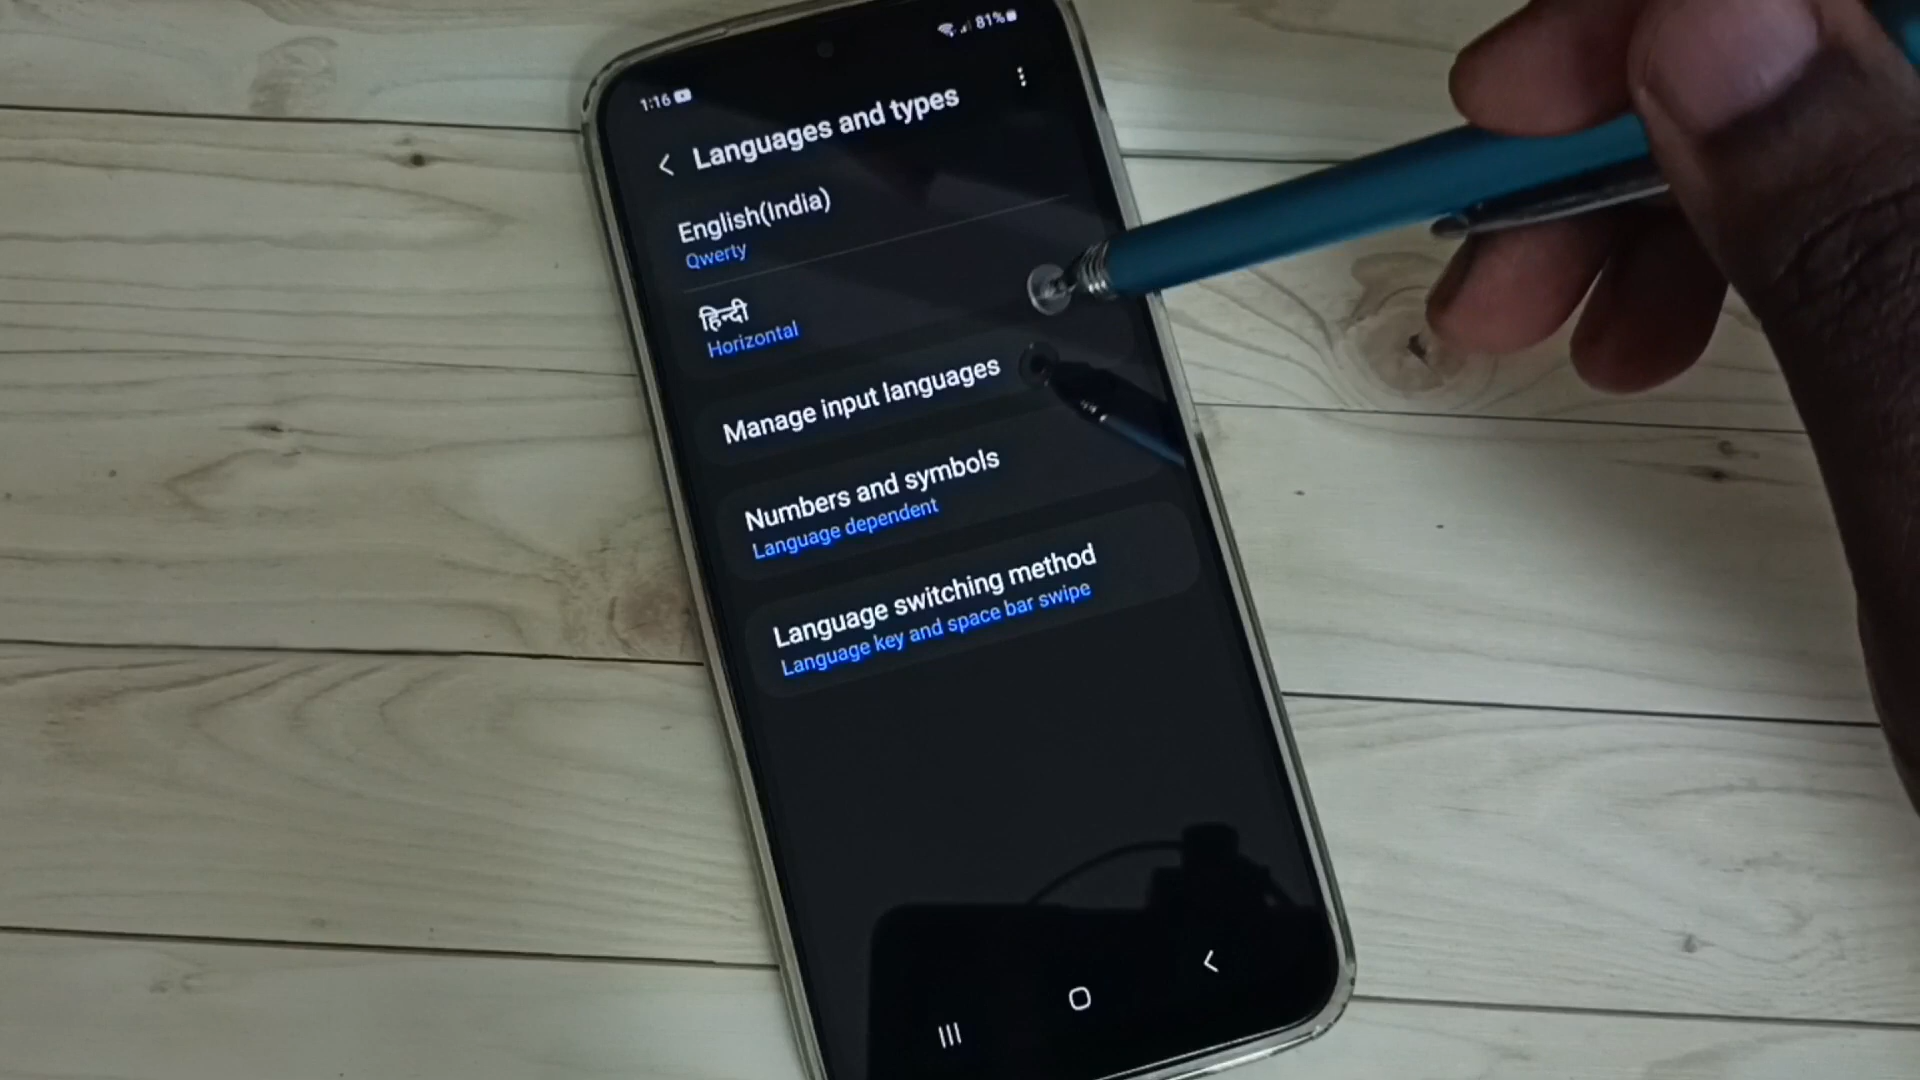 1:16
81%
Languages and types
English(India)
Qwerty
हिन्दी
Horizontal
Manage input languages
Numbers and symbols
Language dependent
Language switching method
Language key and space bar swipe